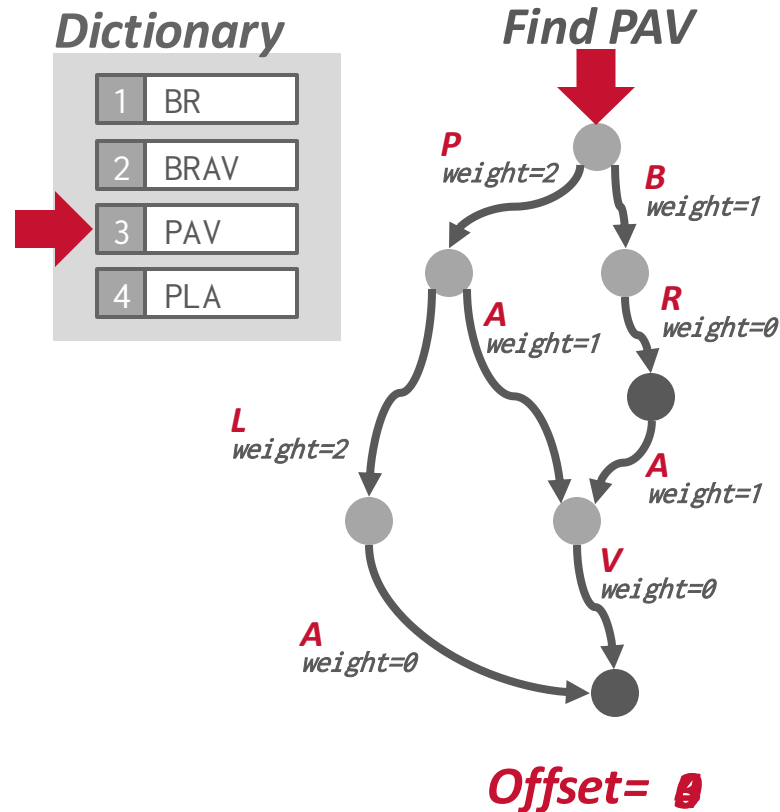 Dictionary
1 BR
2 BRAV
3 PAV
4 PLA
Find PAV
P
weight=2
B
weight=1
A
weight=1
R
weight=0
L
weight=2
A
weight=1
V
weight=0
A
weight=0
Offset=